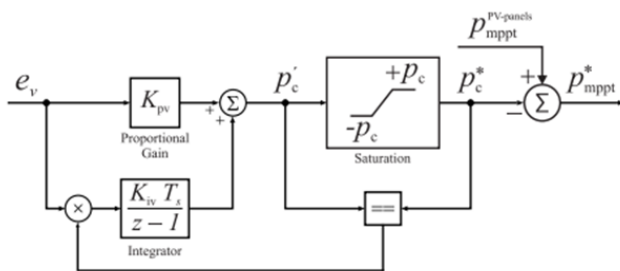 p_mppt^PV-panels
e_v
K_pv
+
+
Σ
p_c′
+p_c
-p_c
p_c^*
+
−
Σ
p_mppt^*
Proportional
Gain
Saturation
×
K_iv T_s
z − 1
==
Integrator